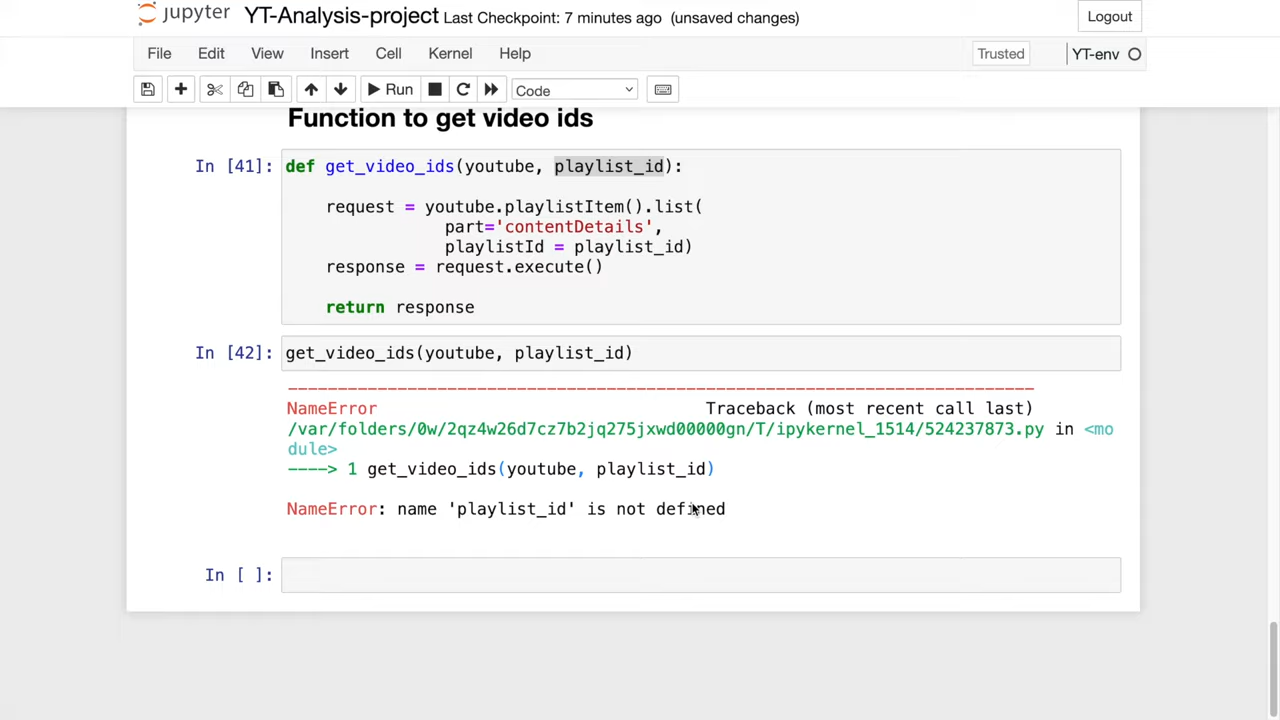 jupyter YT-Analysis-project Last Checkpoint: 7 minutes ago (unsaved changes) Logout
File Edit View Insert Cell Kernel Help Trusted YT-env
Run Code
Function to get video ids
In [41]: def get_video_ids(youtube, playlist_id):
request = youtube.playlistItem().list(
part='contentDetails',
playlistId = playlist_id)
response = request.execute()
return response
In [42]: get_video_ids(youtube, playlist_id)
---------------------------------------------------------------------------
NameError Traceback (most recent call last)
/var/folders/0w/2qz4w26d7cz7b2jq275jxwd00000gn/T/ipykernel_1514/524237873.py in <mo
dule>
----> 1 get_video_ids(youtube, playlist_id)
NameError: name 'playlist_id' is not defined
In [ ]: